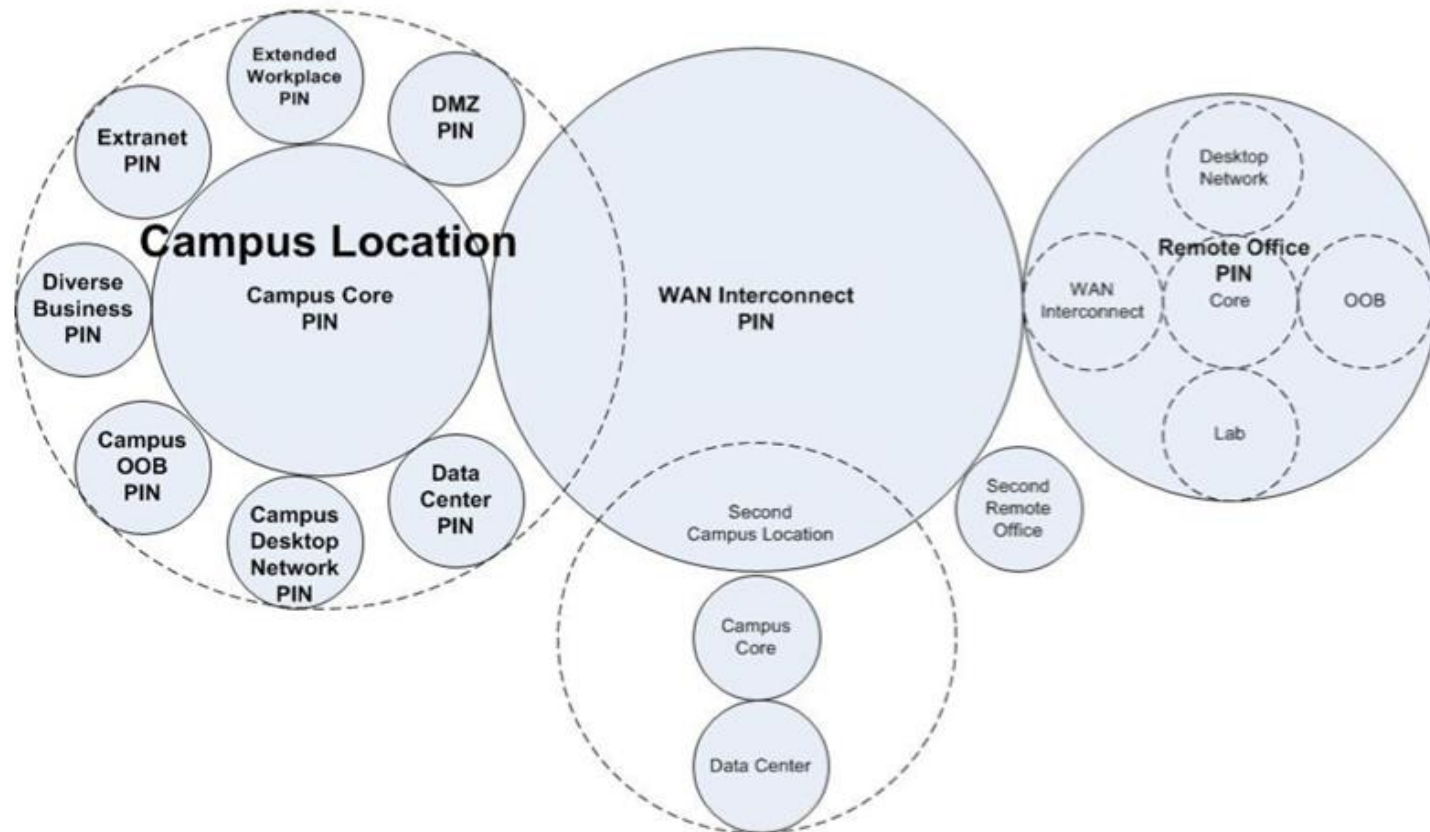 Extended
Workplace
PIN
DMZ
PIN
Extranet
PIN
Campus Location
Campus Core
PIN
Diverse
Business
PIN
Campus
OOB
PIN
Campus
Desktop
Network
PIN
Data
Center
PIN
WAN Interconnect
PIN
Second
Campus Location
Campus
Core
Data Center
Second
Remote
Office
Desktop
Network
Remote Office
PIN
WAN
Interconnect
Core
OOB
Lab